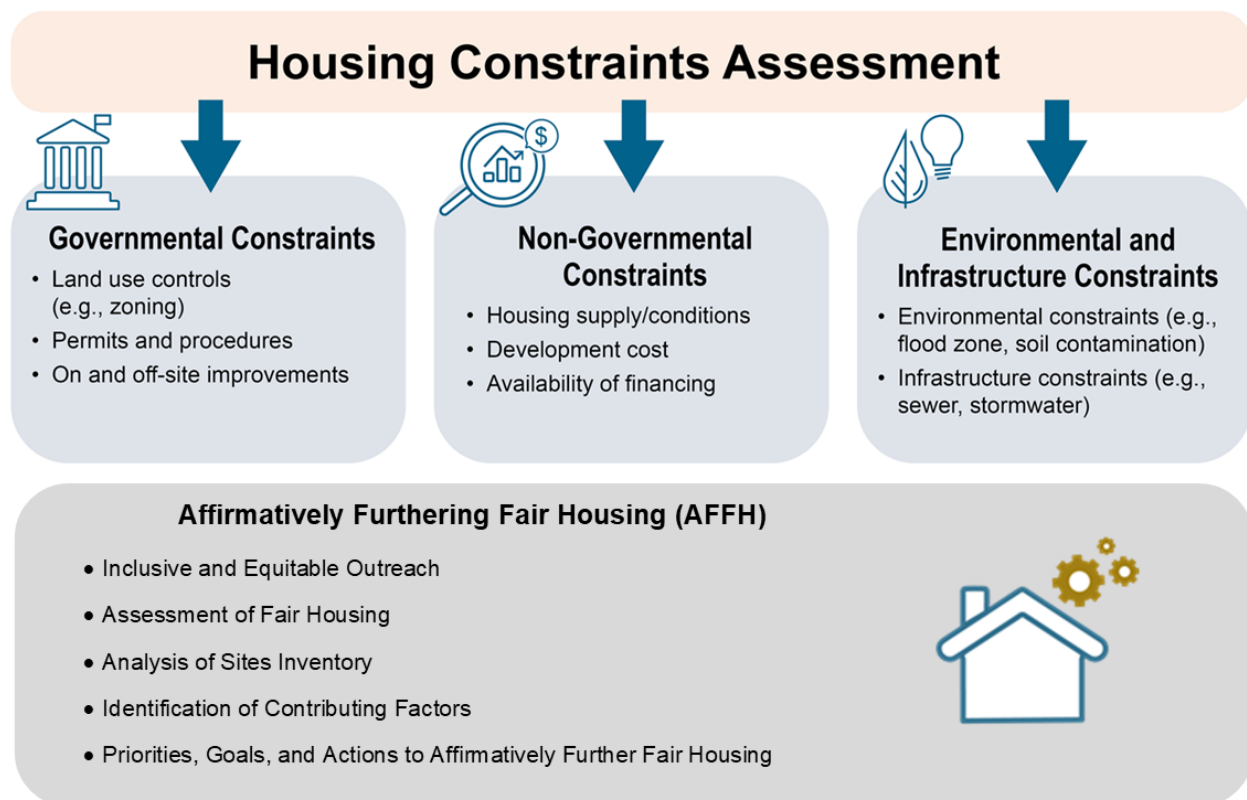 Housing Constraints Assessment
$
Governmental Constraints
• Land use controls
(e.g., zoning)
• Permits and procedures
• On and off-site improvements
Non-Governmental
Constraints
• Housing supply/conditions
• Development cost
• Availability of financing
Environmental and
Infrastructure Constraints
• Environmental constraints (e.g.,
flood zone, soil contamination)
• Infrastructure constraints (e.g.,
sewer, stormwater)
Affirmatively Furthering Fair Housing (AFFH)
• Inclusive and Equitable Outreach
• Assessment of Fair Housing
• Analysis of Sites Inventory
• Identification of Contributing Factors
• Priorities, Goals, and Actions to Affirmatively Further Fair Housing